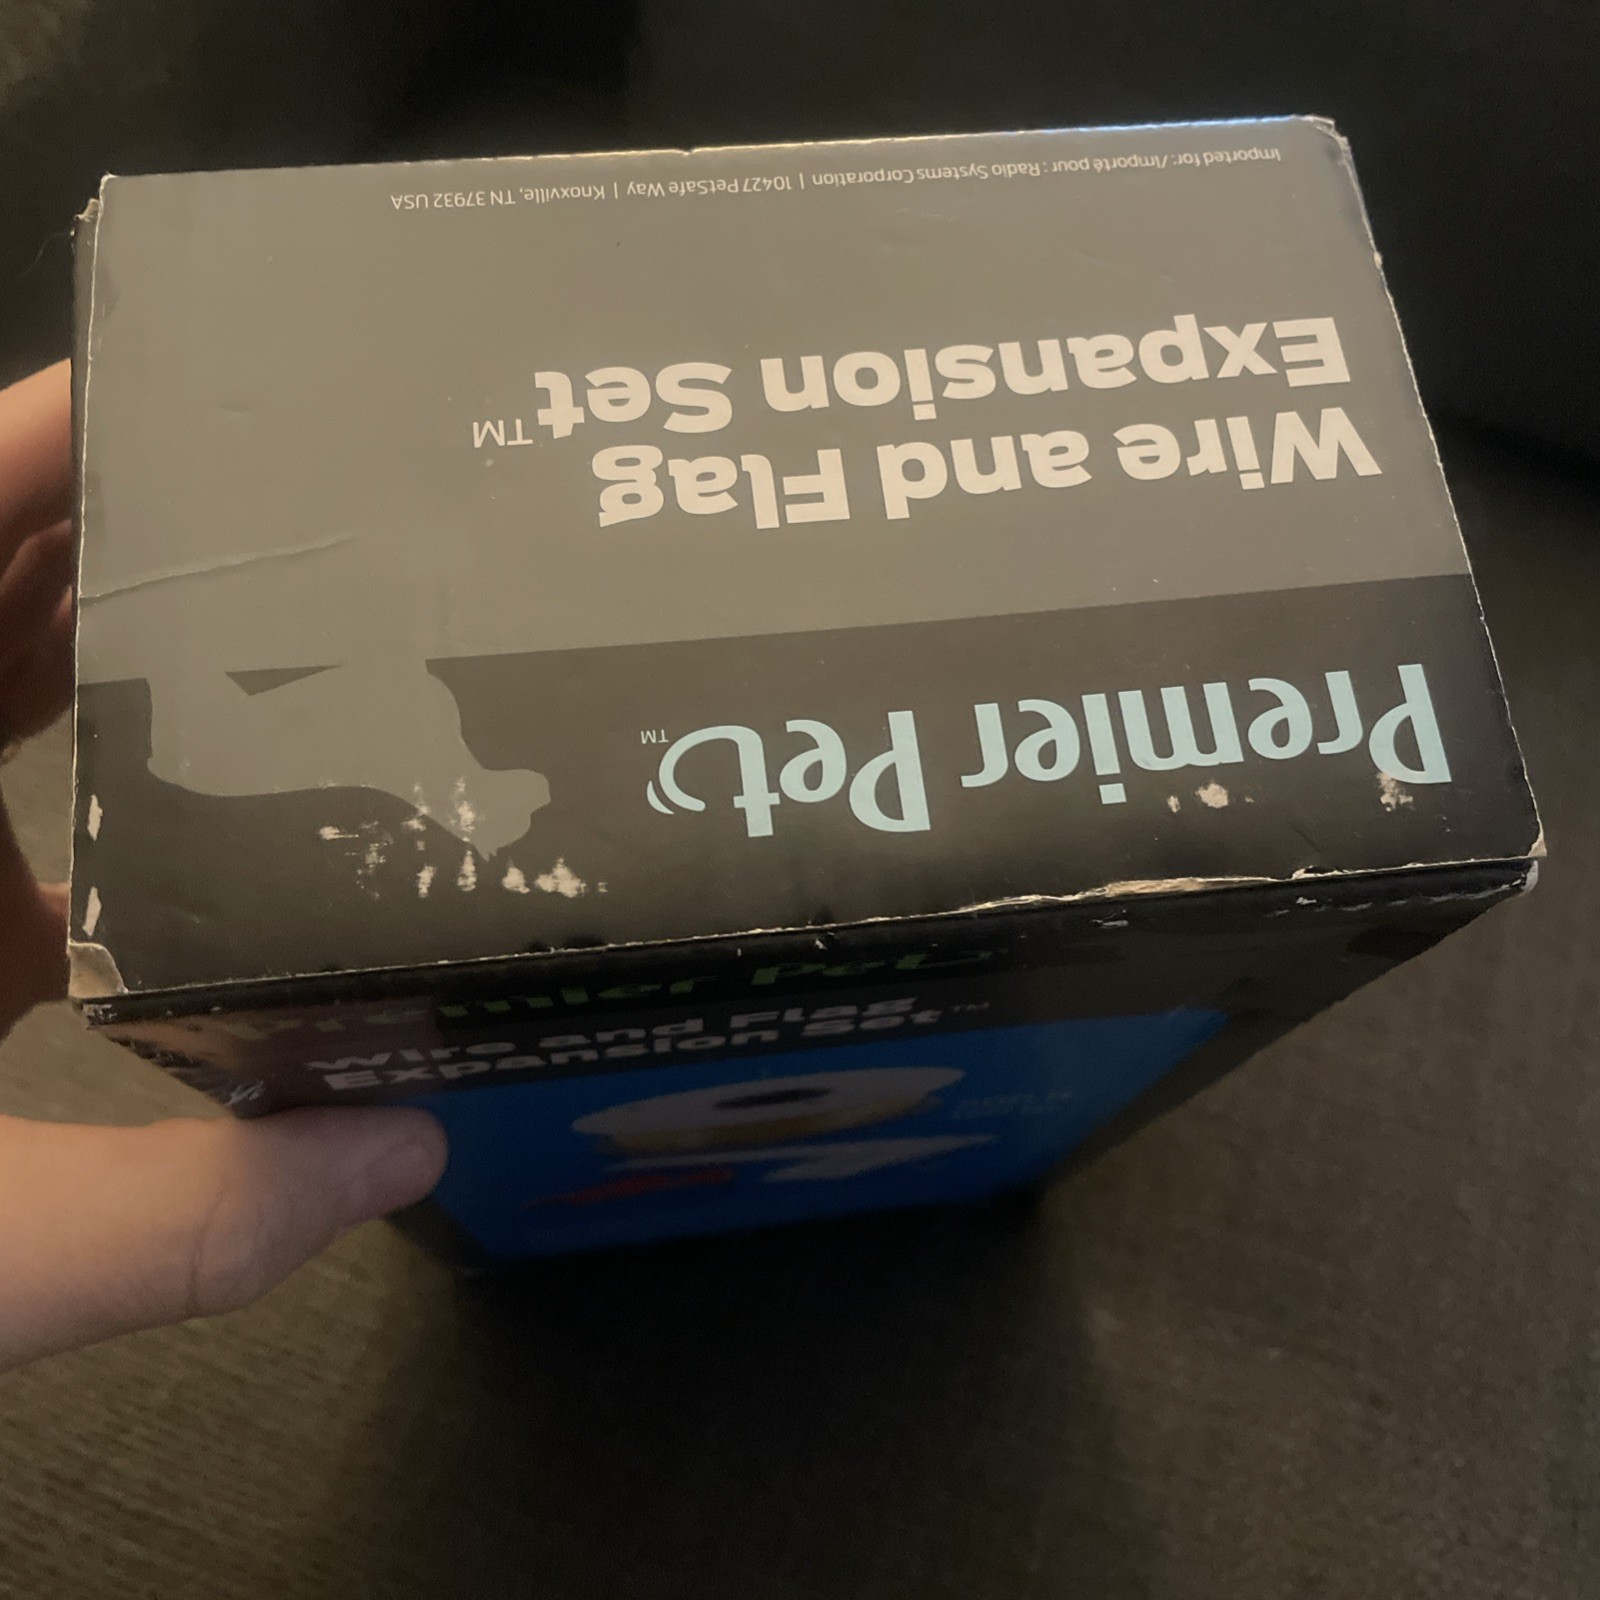 Premier Pet™
Wire and Flag
Expansion Set™
Imported for: / Importé pour : Radio Systems Corporation | 10427 PetSafe Way | Knoxville, TN 37932 USA
Premier Pet
Wire and Flag
Expansion Set™